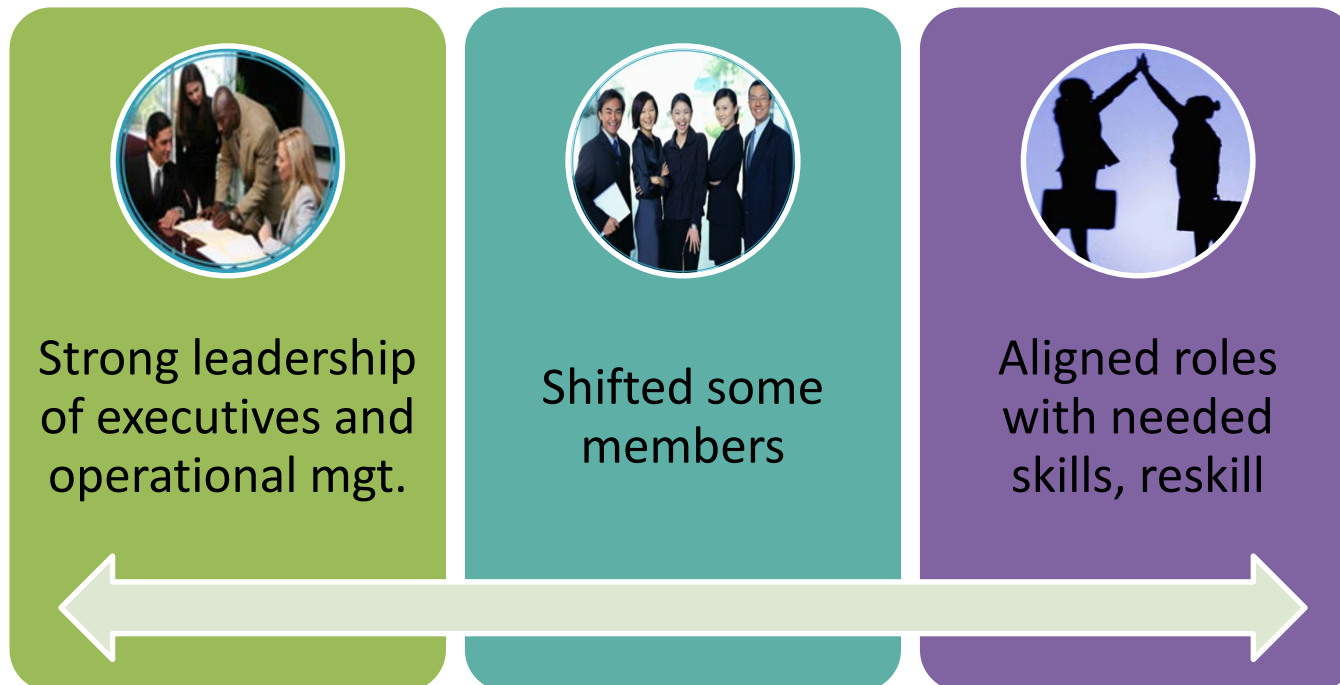 Strong leadership
of executives and
operational mgt.
Shifted some
members
Aligned roles
with needed
skills, reskill